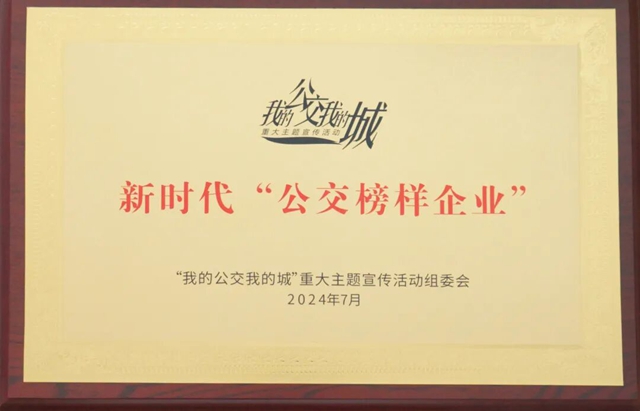 我的公交我的城
重大主题宣传活动
新时代“公交榜样企业”
“我的公交我的城”重大主题宣传活动组委会
2024年7月